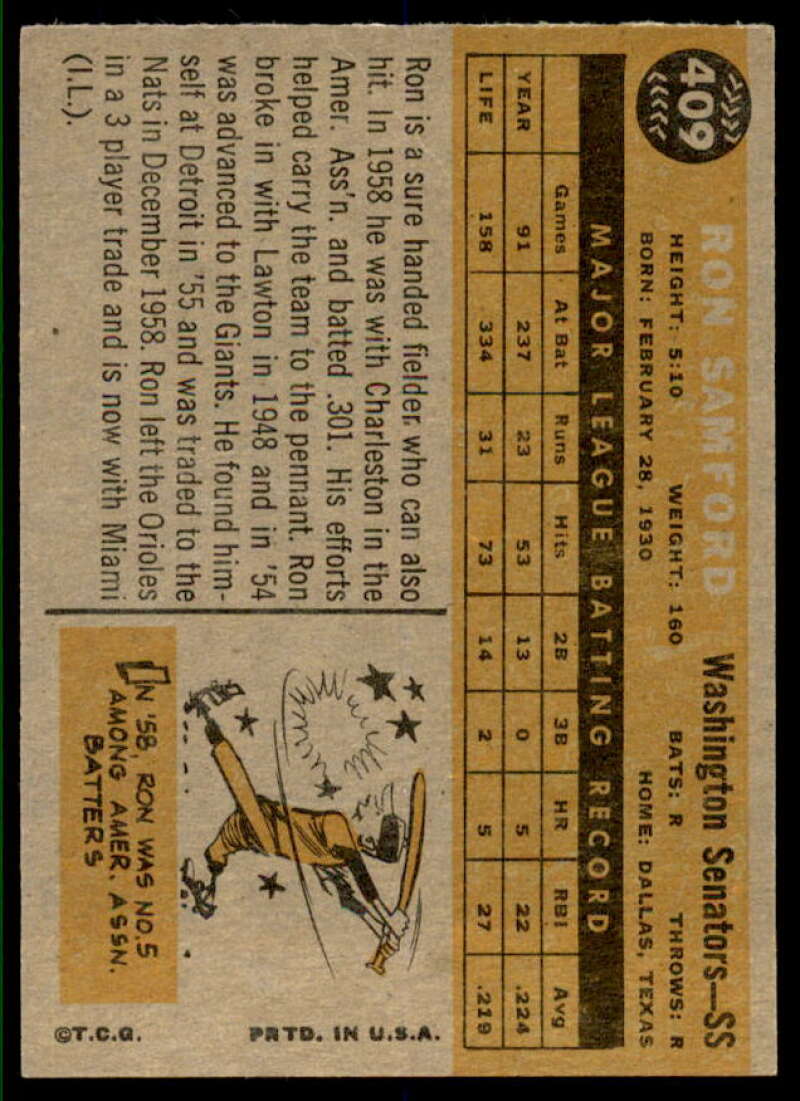 409
RON SAMFORD Washington Senators—SS
HEIGHT: 5:10 WEIGHT: 160 BATS: R THROWS: R
BORN: FEBRUARY 28, 1930 HOME: DALLAS, TEXAS
MAJOR LEAGUE BATTING RECORD
Games At Bat Runs Hits 2B 3B HR RBI Avg
YEAR 91 237 23 53 13 0 5 22 .224
LIFE 158 334 31 73 14 2 5 27 .219
Ron is a sure handed fielder who can also
hit. In 1958 he was with Charleston in the
Amer. Ass'n. and batted .301. His efforts
helped carry the team to the pennant. Ron
broke in with Lawton in 1948 and in '54
was advanced to the Giants. He found him-
self at Detroit in '55 and was traded to the
Nats in December 1958. Ron left the Orioles
in a 3 player trade and is now with Miami
(I.L.).
IN '58, RON WAS NO.5
AMONG AMER. ASSN.
BATTERS
©T.C.G. PRTD. IN U.S.A.